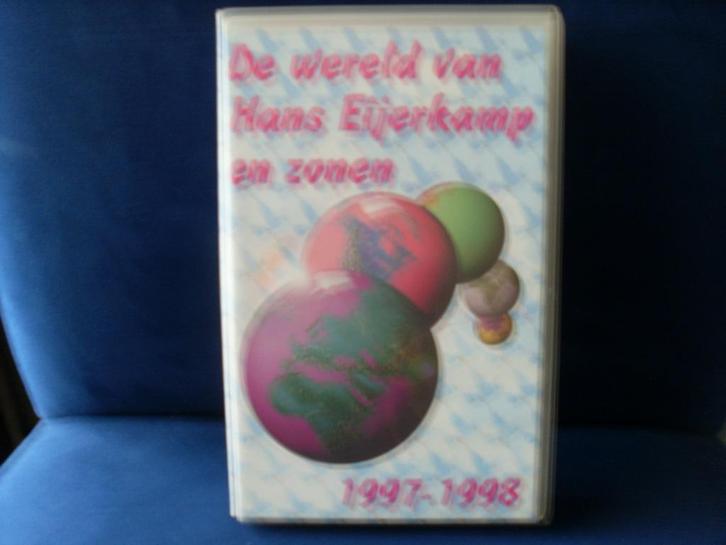 De wereld van
Hans Eijerkamp
en zonen
1997-1998